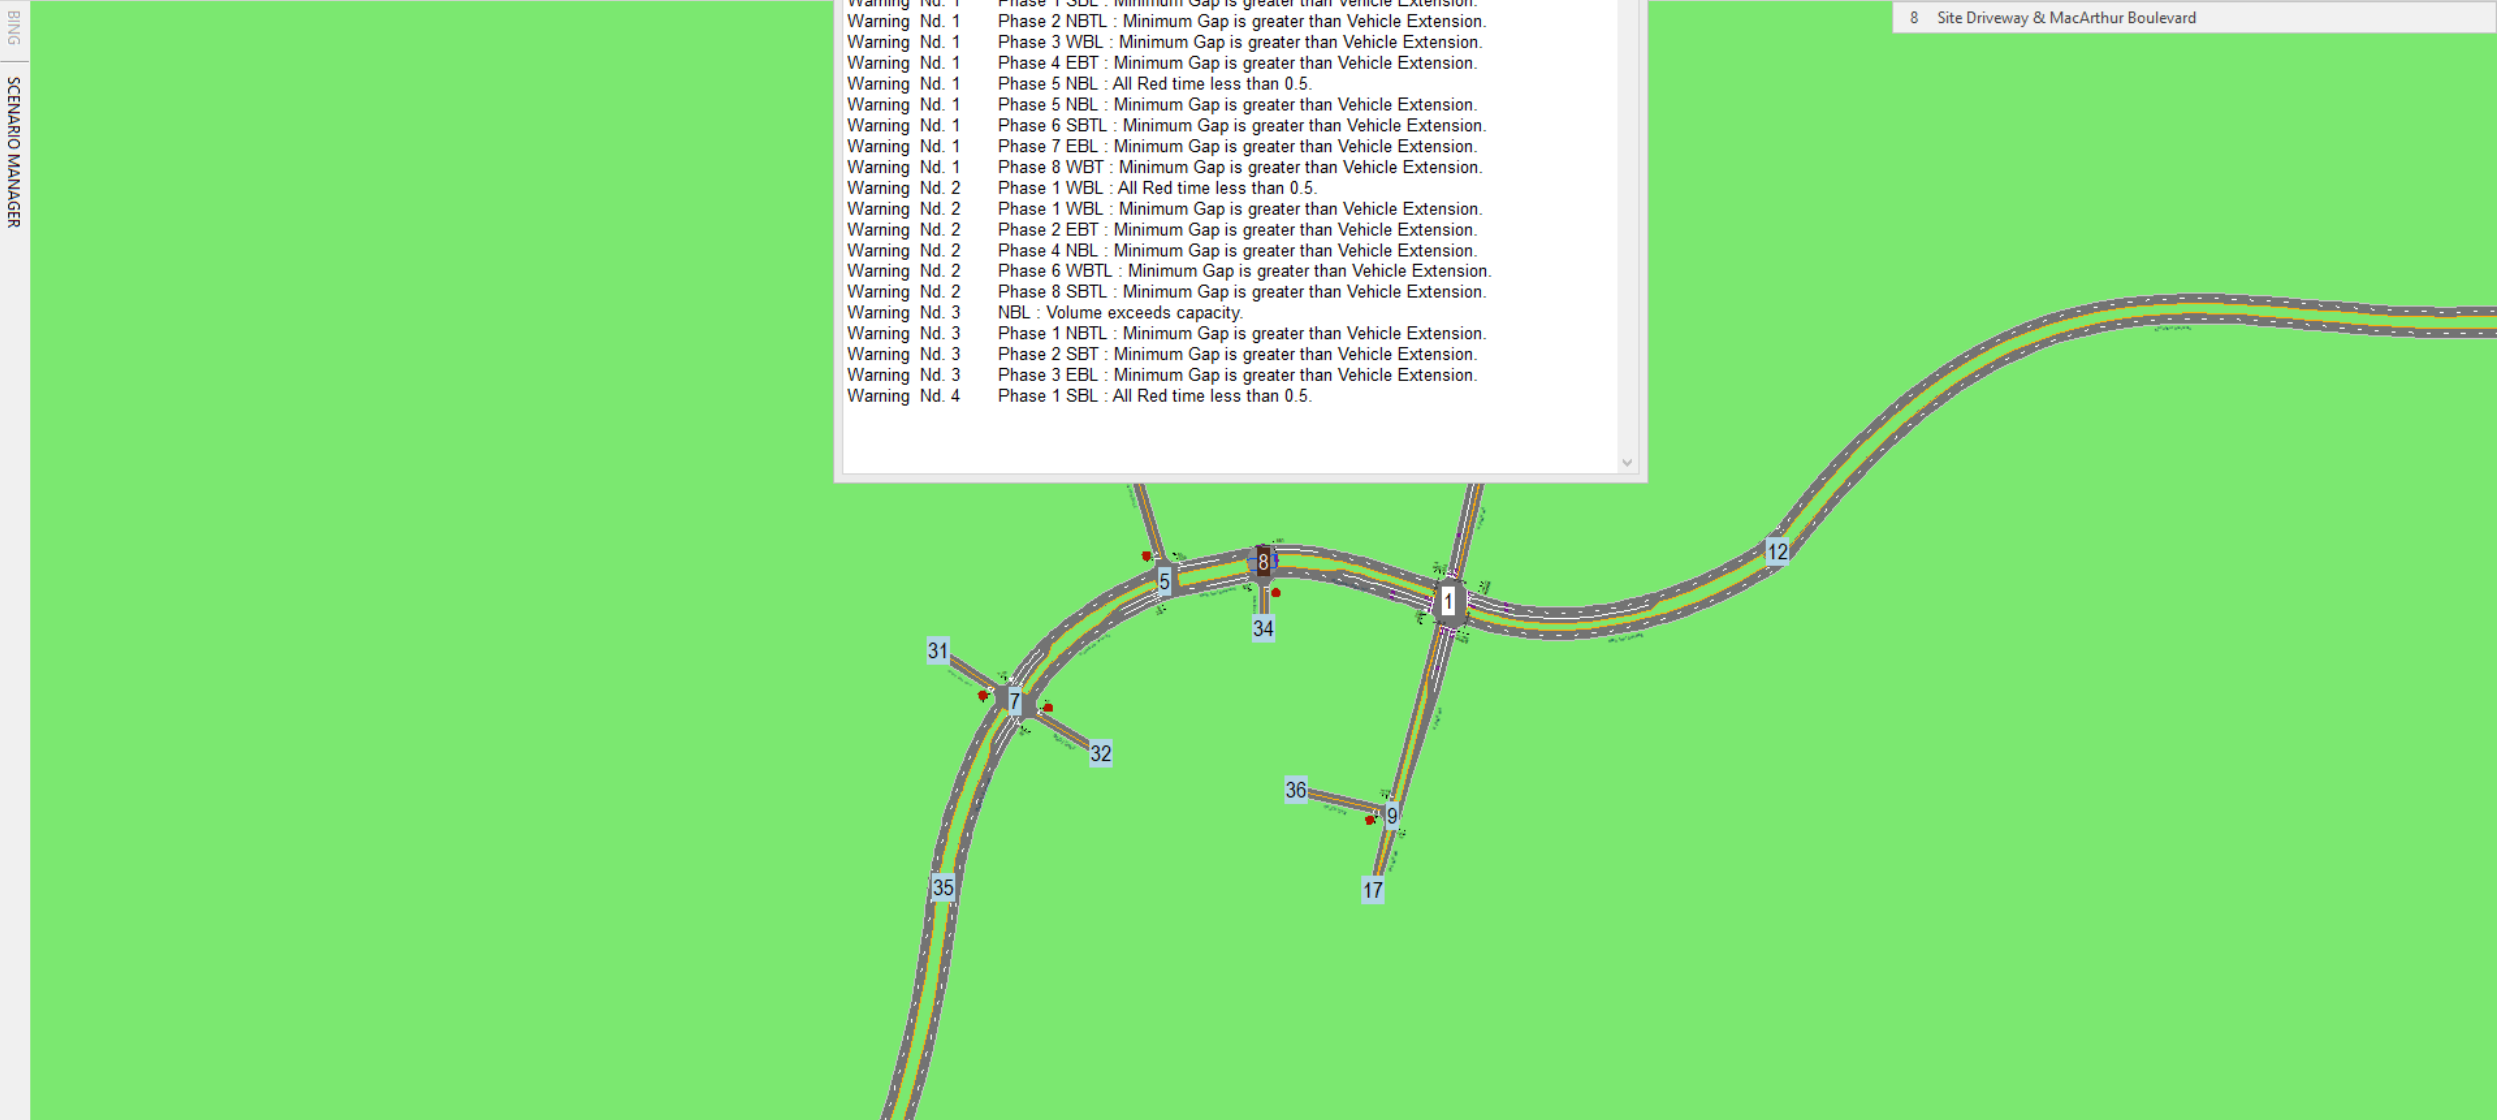 BING
SCENARIO MANAGER
Warning Nd. 1 Phase 1 SBL : Minimum Gap is greater than Vehicle Extension.
Warning Nd. 1 Phase 2 NBTL : Minimum Gap is greater than Vehicle Extension.
Warning Nd. 1 Phase 3 WBL : Minimum Gap is greater than Vehicle Extension.
Warning Nd. 1 Phase 4 EBT : Minimum Gap is greater than Vehicle Extension.
Warning Nd. 1 Phase 5 NBL : All Red time less than 0.5.
Warning Nd. 1 Phase 5 NBL : Minimum Gap is greater than Vehicle Extension.
Warning Nd. 1 Phase 6 SBTL : Minimum Gap is greater than Vehicle Extension.
Warning Nd. 1 Phase 7 EBL : Minimum Gap is greater than Vehicle Extension.
Warning Nd. 1 Phase 8 WBT : Minimum Gap is greater than Vehicle Extension.
Warning Nd. 2 Phase 1 WBL : All Red time less than 0.5.
Warning Nd. 2 Phase 1 WBL : Minimum Gap is greater than Vehicle Extension.
Warning Nd. 2 Phase 2 EBT : Minimum Gap is greater than Vehicle Extension.
Warning Nd. 2 Phase 4 NBL : Minimum Gap is greater than Vehicle Extension.
Warning Nd. 2 Phase 6 WBTL : Minimum Gap is greater than Vehicle Extension.
Warning Nd. 2 Phase 8 SBTL : Minimum Gap is greater than Vehicle Extension.
Warning Nd. 3 NBL : Volume exceeds capacity.
Warning Nd. 3 Phase 1 NBTL : Minimum Gap is greater than Vehicle Extension.
Warning Nd. 3 Phase 2 SBT : Minimum Gap is greater than Vehicle Extension.
Warning Nd. 3 Phase 3 EBL : Minimum Gap is greater than Vehicle Extension.
Warning Nd. 4 Phase 1 SBL : All Red time less than 0.5.
8 Site Driveway & MacArthur Boulevard
12
8
5
1
34
31
7
32
36
9
35
17